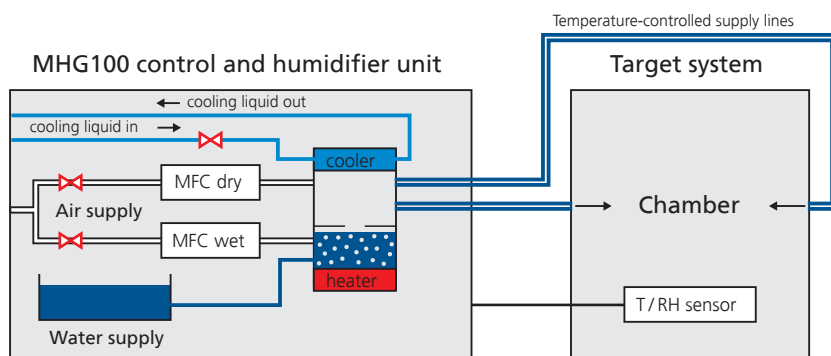 Temperature-controlled supply lines
MHG100 control and humidifier unit
Target system
cooling liquid out
cooling liquid in
cooler
MFC dry
Air supply
Chamber
MFC wet
heater
T/RH sensor
Water supply